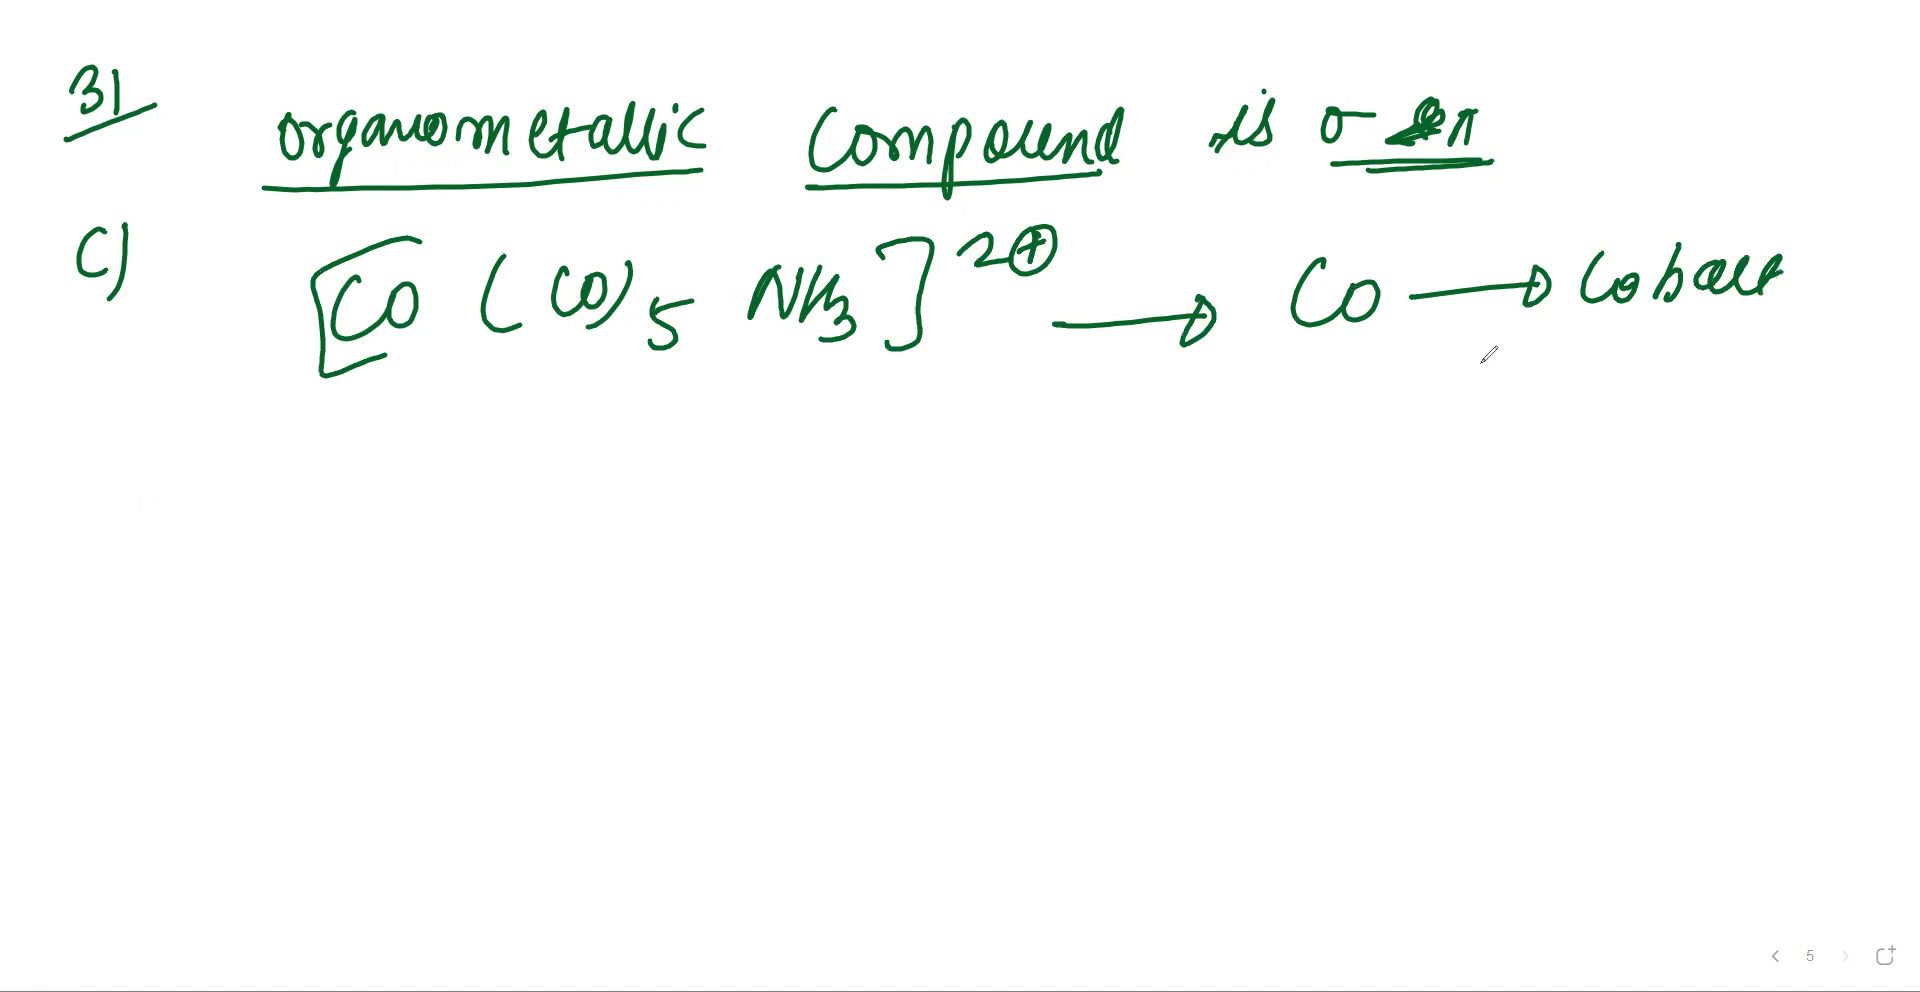 31
organometallic Compound is σ π
C) [Co (CO)5 NH3]2⊕ → Co → Cobalt
5